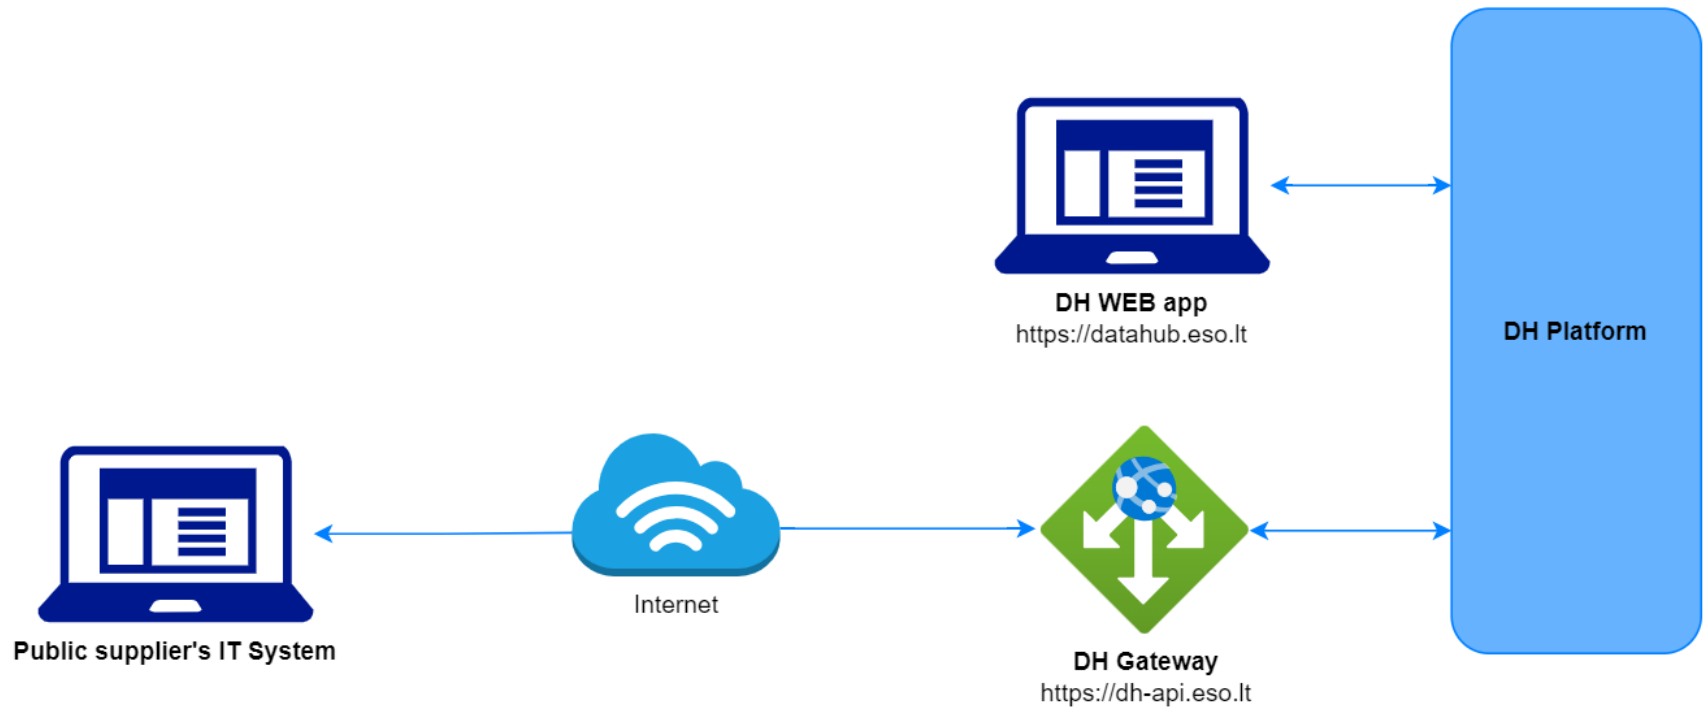 DH WEB app
https://datahub.eso.lt
DH Platform
Internet
Public supplier's IT System
DH Gateway
https://dh-api.eso.lt